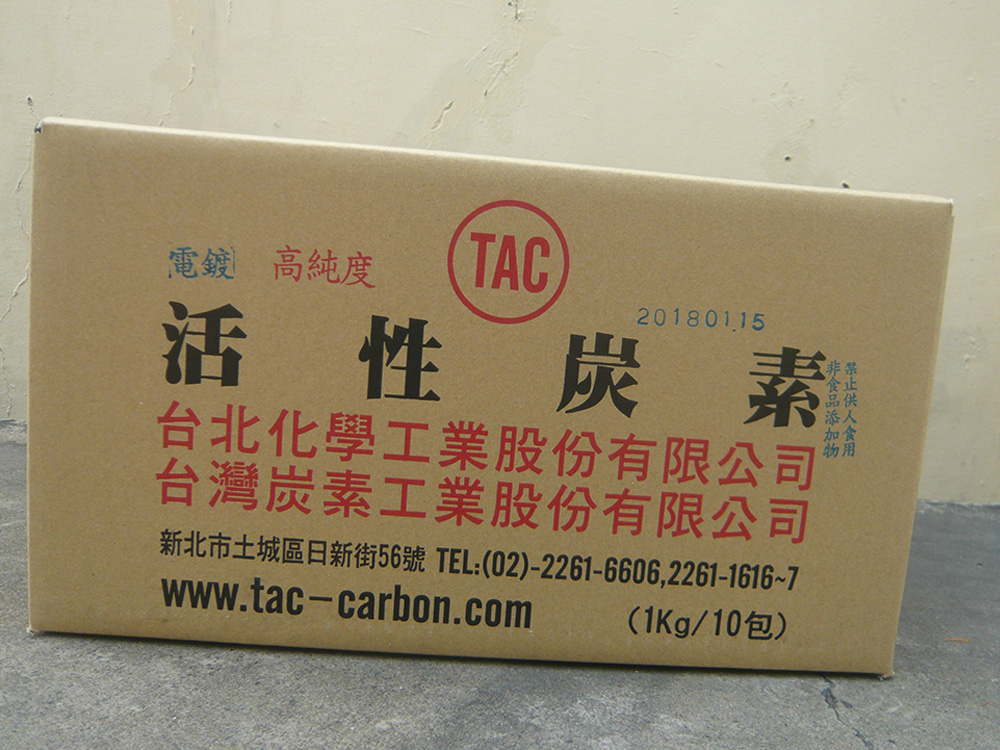 TAC
電鍍 高純度
20180115
活性炭素
禁止供人食用
非食品添加物
台北化學工業股份有限公司
台灣炭素工業股份有限公司
新北市土城區日新街56號 TEL:(02)-2261-6606,2261-1616~7
www.tac-carbon.com (1Kg/10包)